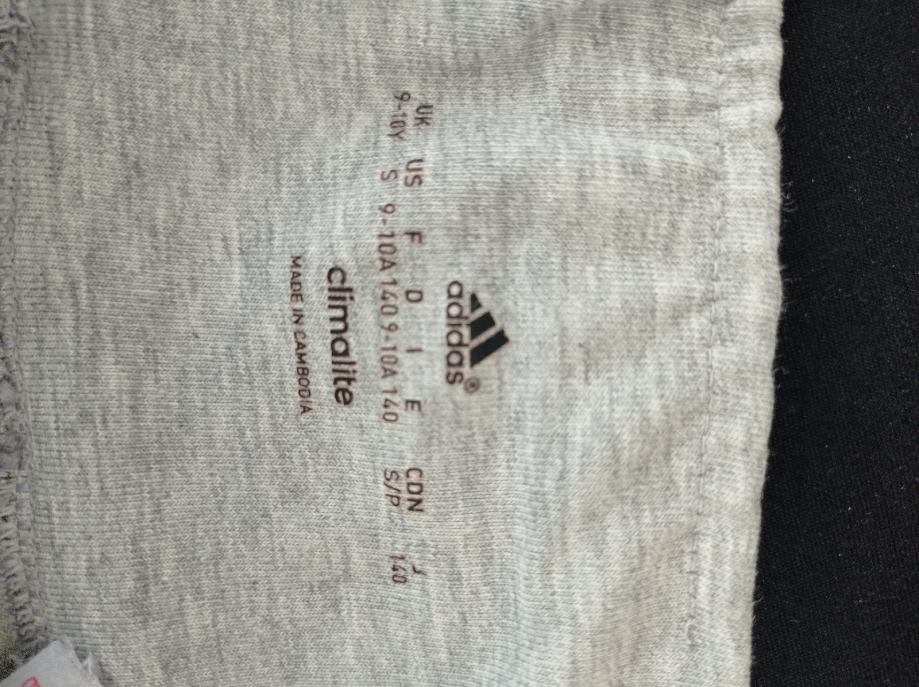 adidas®
UK US F D I E CDN J
9-10Y S 9-10A 140 9-10A 140 S/P 140
climalite
MADE IN CAMBODIA